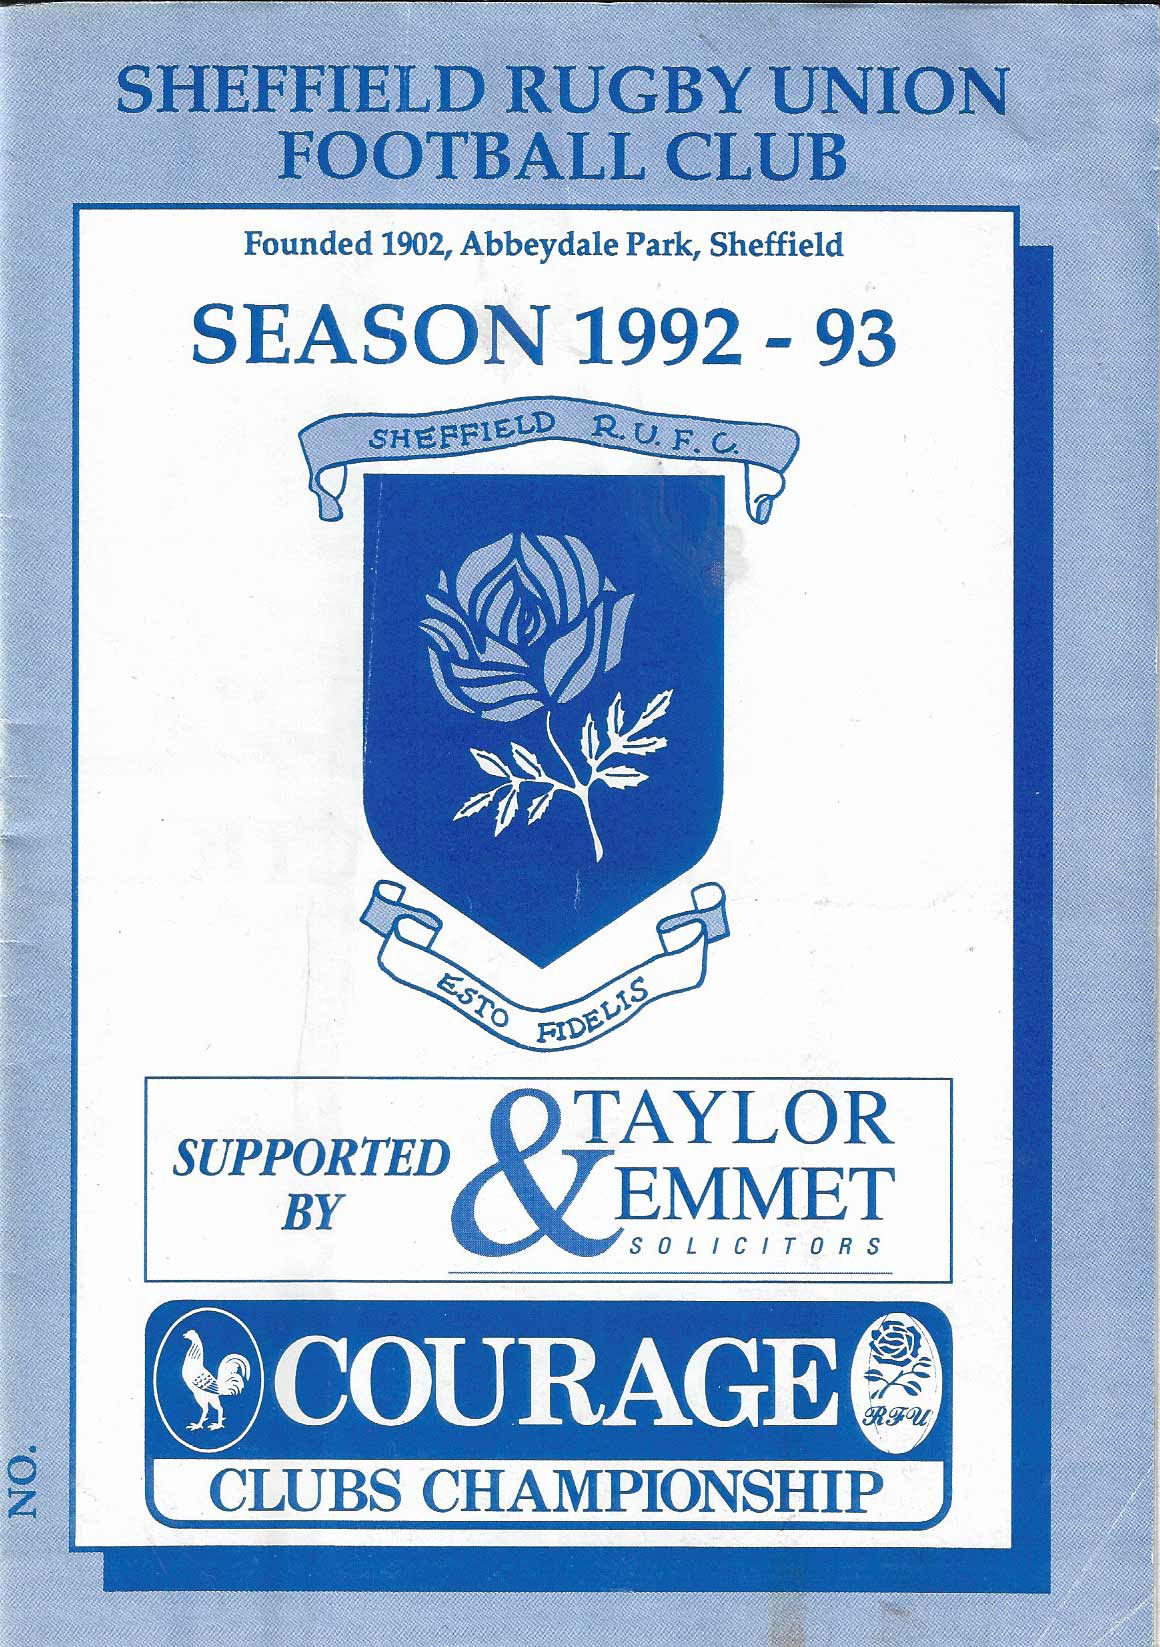 SHEFFIELD RUGBY UNION
FOOTBALL CLUB
Founded 1902, Abbeydale Park, Sheffield
SEASON 1992 - 93
SHEFFIELD R.U.F.C.
ESTO FIDELIS
SUPPORTED
BY
& TAYLOR
EMMET
SOLICITORS
COURAGE
RFU
CLUBS CHAMPIONSHIP
NO.